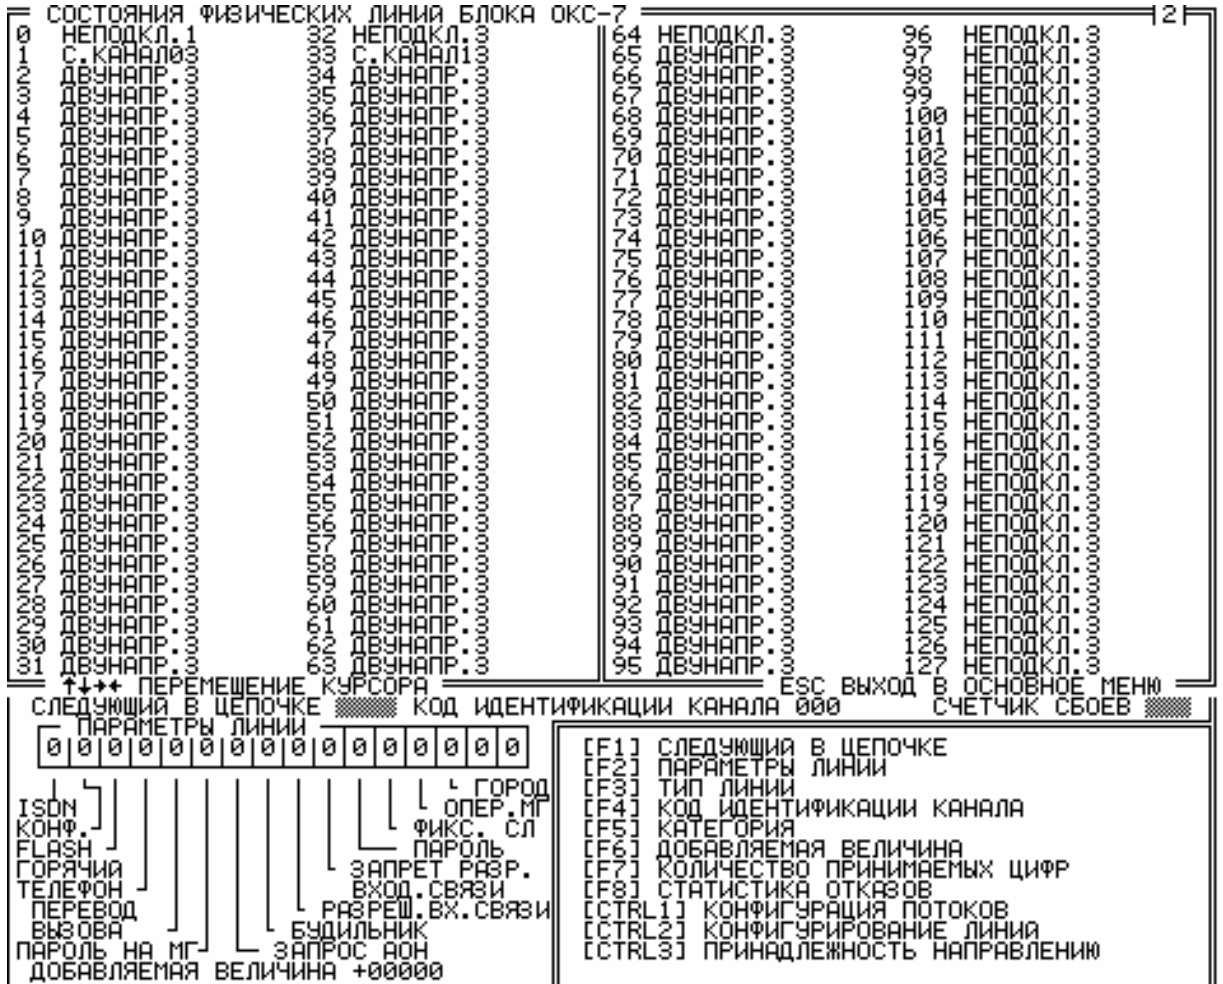 СОСТОЯНИЯ ФИЗИЧЕСКИХ ЛИНИЙ БЛОКА ОКС-7 [2]
0 НЕПОДКЛ.1 32 НЕПОДКЛ.3 64 НЕПОДКЛ.3 96 НЕПОДКЛ.3
1 С.КАНАЛ03 33 С.КАНАЛ13 65 ДВУНАПР.3 97 НЕПОДКЛ.3
2 ДВУНАПР.3 34 ДВУНАПР.3 66 ДВУНАПР.3 98 НЕПОДКЛ.3
3 ДВУНАПР.3 35 ДВУНАПР.3 67 ДВУНАПР.3 99 НЕПОДКЛ.3
4 ДВУНАПР.3 36 ДВУНАПР.3 68 ДВУНАПР.3 100 НЕПОДКЛ.3
5 ДВУНАПР.3 37 ДВУНАПР.3 69 ДВУНАПР.3 101 НЕПОДКЛ.3
6 ДВУНАПР.3 38 ДВУНАПР.3 70 ДВУНАПР.3 102 НЕПОДКЛ.3
7 ДВУНАПР.3 39 ДВУНАПР.3 71 ДВУНАПР.3 103 НЕПОДКЛ.3
8 ДВУНАПР.3 40 ДВУНАПР.3 72 ДВУНАПР.3 104 НЕПОДКЛ.3
9 ДВУНАПР.3 41 ДВУНАПР.3 73 ДВУНАПР.3 105 НЕПОДКЛ.3
10 ДВУНАПР.3 42 ДВУНАПР.3 74 ДВУНАПР.3 106 НЕПОДКЛ.3
11 ДВУНАПР.3 43 ДВУНАПР.3 75 ДВУНАПР.3 107 НЕПОДКЛ.3
12 ДВУНАПР.3 44 ДВУНАПР.3 76 ДВУНАПР.3 108 НЕПОДКЛ.3
13 ДВУНАПР.3 45 ДВУНАПР.3 77 ДВУНАПР.3 109 НЕПОДКЛ.3
14 ДВУНАПР.3 46 ДВУНАПР.3 78 ДВУНАПР.3 110 НЕПОДКЛ.3
15 ДВУНАПР.3 47 ДВУНАПР.3 79 ДВУНАПР.3 111 НЕПОДКЛ.3
16 ДВУНАПР.3 48 ДВУНАПР.3 80 ДВУНАПР.3 112 НЕПОДКЛ.3
17 ДВУНАПР.3 49 ДВУНАПР.3 81 ДВУНАПР.3 113 НЕПОДКЛ.3
18 ДВУНАПР.3 50 ДВУНАПР.3 82 ДВУНАПР.3 114 НЕПОДКЛ.3
19 ДВУНАПР.3 51 ДВУНАПР.3 83 ДВУНАПР.3 115 НЕПОДКЛ.3
20 ДВУНАПР.3 52 ДВУНАПР.3 84 ДВУНАПР.3 116 НЕПОДКЛ.3
21 ДВУНАПР.3 53 ДВУНАПР.3 85 ДВУНАПР.3 117 НЕПОДКЛ.3
22 ДВУНАПР.3 54 ДВУНАПР.3 86 ДВУНАПР.3 118 НЕПОДКЛ.3
23 ДВУНАПР.3 55 ДВУНАПР.3 87 ДВУНАПР.3 119 НЕПОДКЛ.3
24 ДВУНАПР.3 56 ДВУНАПР.3 88 ДВУНАПР.3 120 НЕПОДКЛ.3
25 ДВУНАПР.3 57 ДВУНАПР.3 89 ДВУНАПР.3 121 НЕПОДКЛ.3
26 ДВУНАПР.3 58 ДВУНАПР.3 90 ДВУНАПР.3 122 НЕПОДКЛ.3
27 ДВУНАПР.3 59 ДВУНАПР.3 91 ДВУНАПР.3 123 НЕПОДКЛ.3
28 ДВУНАПР.3 60 ДВУНАПР.3 92 ДВУНАПР.3 124 НЕПОДКЛ.3
29 ДВУНАПР.3 61 ДВУНАПР.3 93 ДВУНАПР.3 125 НЕПОДКЛ.3
30 ДВУНАПР.3 62 ДВУНАПР.3 94 ДВУНАПР.3 126 НЕПОДКЛ.3
31 ДВУНАПР.3 63 ДВУНАПР.3 95 ДВУНАПР.3 127 НЕПОДКЛ.3
↑↓→← ПЕРЕМЕЩЕНИЕ КУРСОРА ESC ВЫХОД В ОСНОВНОЕ МЕНЮ
СЛЕДУЮЩИЙ В ЦЕПОЧКЕ КОД ИДЕНТИФИКАЦИИ КАНАЛА 000 СЧЕТЧИК СБОЕВ
ПАРАМЕТРЫ ЛИНИИ
0 0 0 0 0 0 0 0 0 0 0 0 0 0 0 0
ГОРОД
ISDN ОПЕР.МГ
КОНФ. ФИКС. СЛ
FLASH ПАРОЛЬ
ГОРЯЧИЙ ЗАПРЕТ РАЗР.
ТЕЛЕФОН ВХОД.СВЯЗИ
ПЕРЕВОД РАЗРЕШ.ВХ.СВЯЗИ
ВЫЗОВА БУДИЛЬНИК
ПАРОЛЬ НА МГ ЗАПРОС АОН
ДОБАВЛЯЕМАЯ ВЕЛИЧИНА +00000
[F1] СЛЕДУЮЩИЙ В ЦЕПОЧКЕ
[F2] ПАРАМЕТРЫ ЛИНИИ
[F3] ТИП ЛИНИИ
[F4] КОД ИДЕНТИФИКАЦИИ КАНАЛА
[F5] КАТЕГОРИЯ
[F6] ДОБАВЛЯЕМАЯ ВЕЛИЧИНА
[F7] КОЛИЧЕСТВО ПРИНИМАЕМЫХ ЦИФР
[F8] СТАТИСТИКА ОТКАЗОВ
[CTRL1] КОНФИГУРАЦИЯ ПОТОКОВ
[CTRL2] КОНФИГУРИРОВАНИЕ ЛИНИЙ
[CTRL3] ПРИНАДЛЕЖНОСТЬ НАПРАВЛЕНИЮ